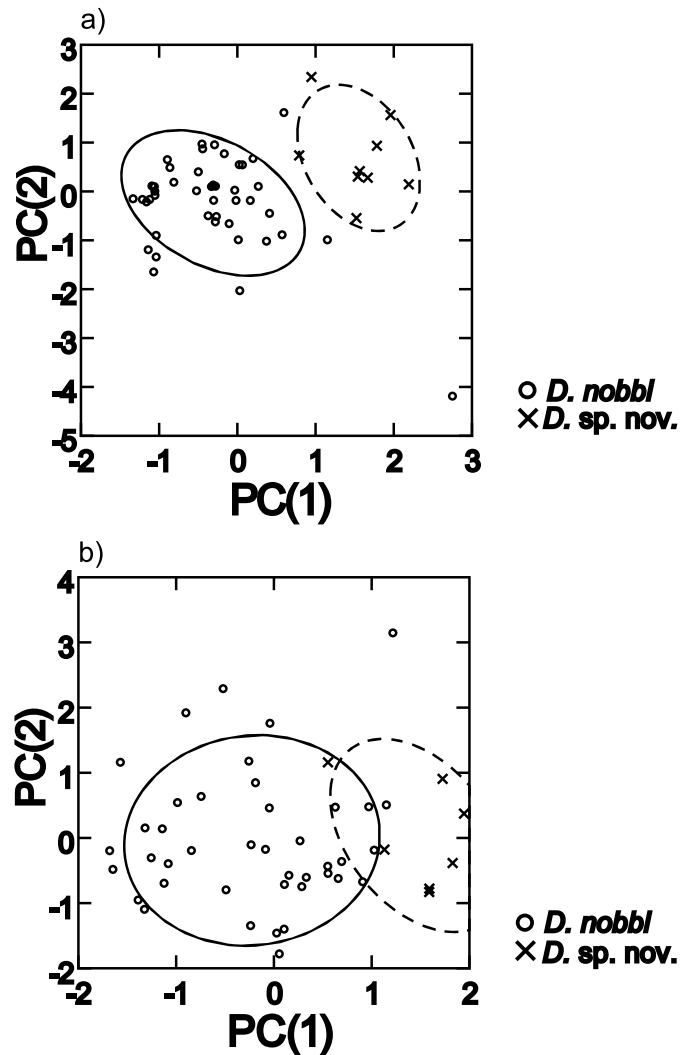 a)
3
2
1
0
-1
-2
-3
-4
-5
-2
-1
0
1
2
3
PC(2)
PC(1)
D. nobbi
D. sp. nov.
b)
4
3
2
1
0
-1
-2
-2
-1
0
1
2
PC(2)
PC(1)
D. nobbi
D. sp. nov.